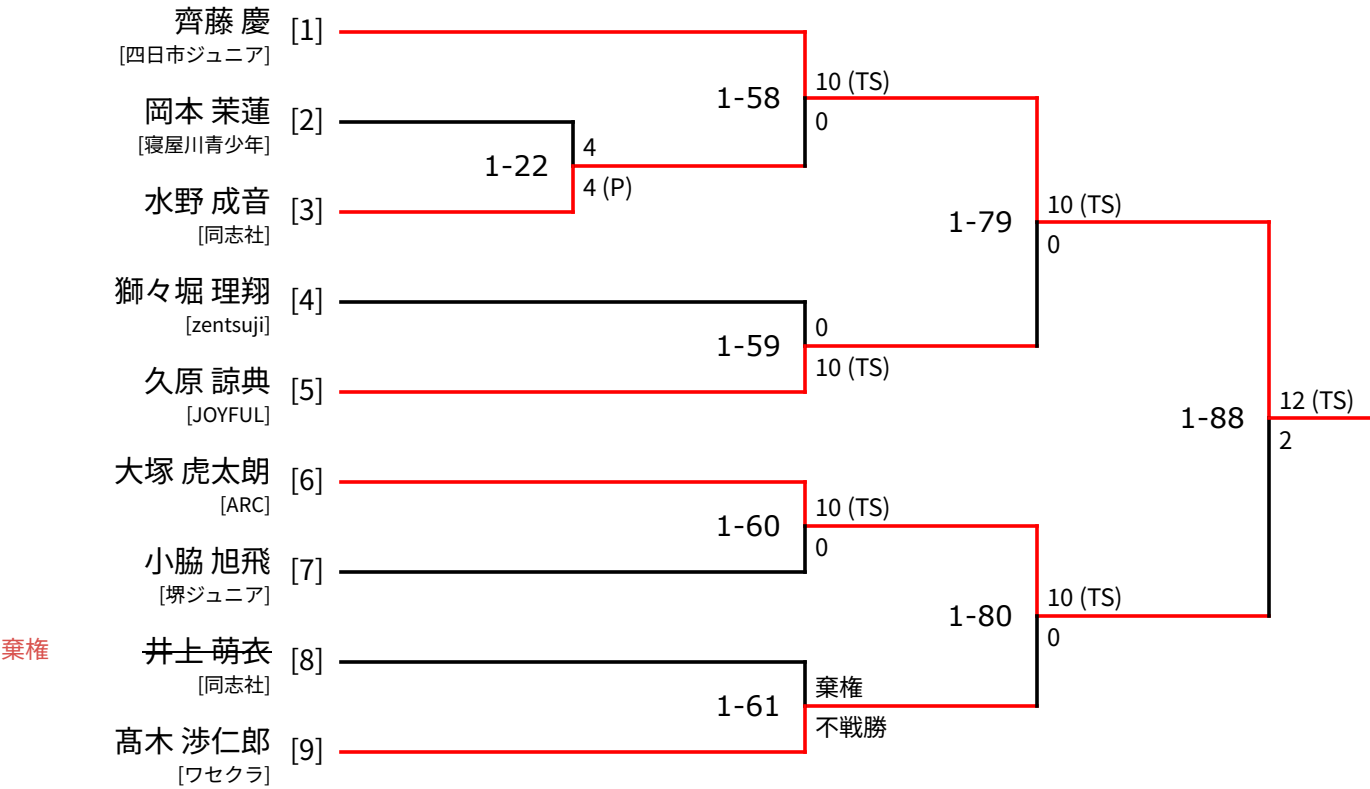 齊藤 慶 [1]
[四日市ジュニア]
岡本 茉蓮 [2]
[寝屋川青少年]
水野 成音 [3]
[同志社]
獅々堀 理翔 [4]
[zentsuji]
久原 諒典 [5]
[JOYFUL]
大塚 虎太朗 [6]
[ARC]
小脇 旭飛 [7]
[堺ジュニア]
棄権 井上 萌衣 [8]
[同志社]
髙木 渉仁郎 [9]
[ワセクラ]
1-22
4
4 (P)
1-58
10 (TS)
0
1-59
0
10 (TS)
1-60
10 (TS)
0
1-61
棄権
不戦勝
1-79
10 (TS)
0
1-80
10 (TS)
0
1-88
12 (TS)
2